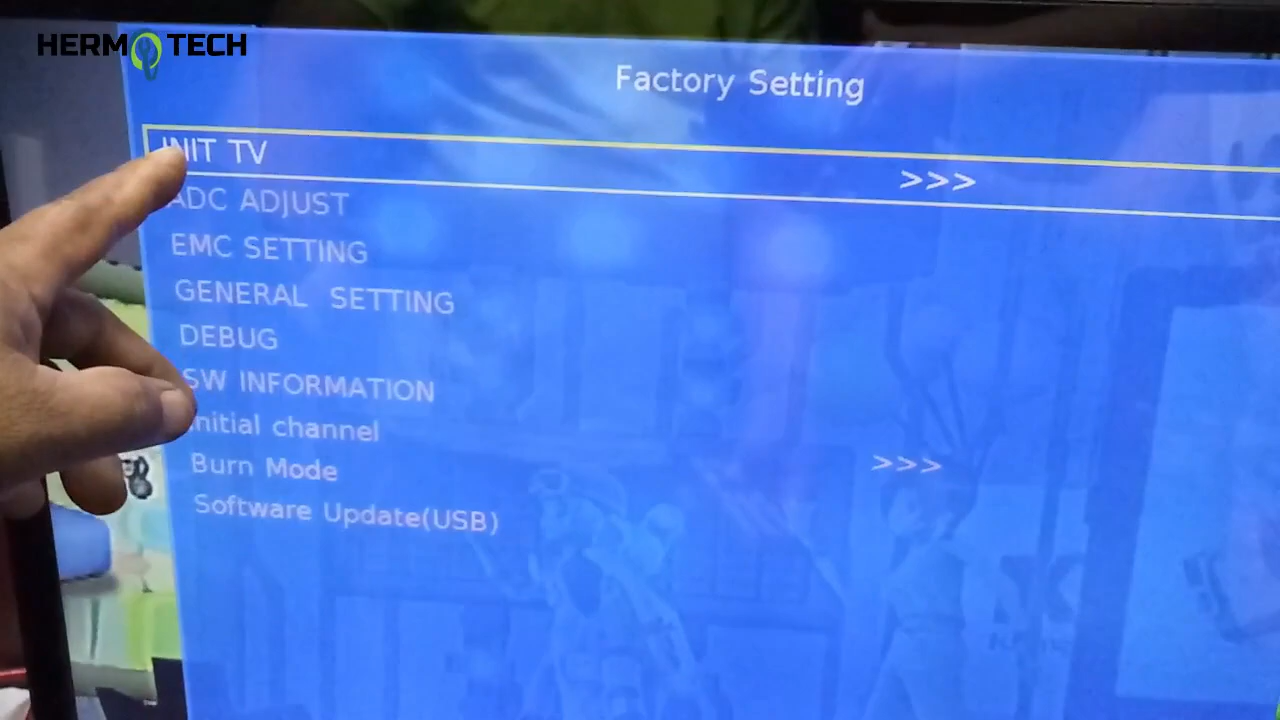 HERMOTECH
Factory Setting
INIT TV >>>
ADC ADJUST
EMC SETTING
GENERAL SETTING
DEBUG
SW INFORMATION
Initial channel
Burn Mode >>>
Software Update(USB)